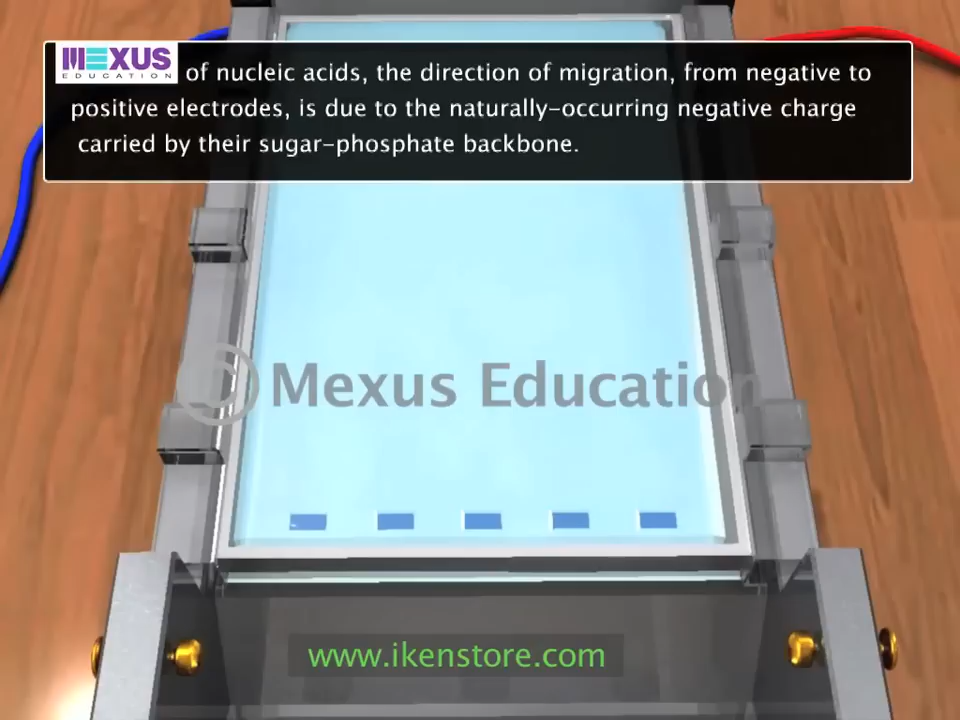 MEXUS
EDUCATION
of nucleic acids, the direction of migration, from negative to
positive electrodes, is due to the naturally-occurring negative charge
carried by their sugar-phosphate backbone.
© Mexus Education
www.ikenstore.com